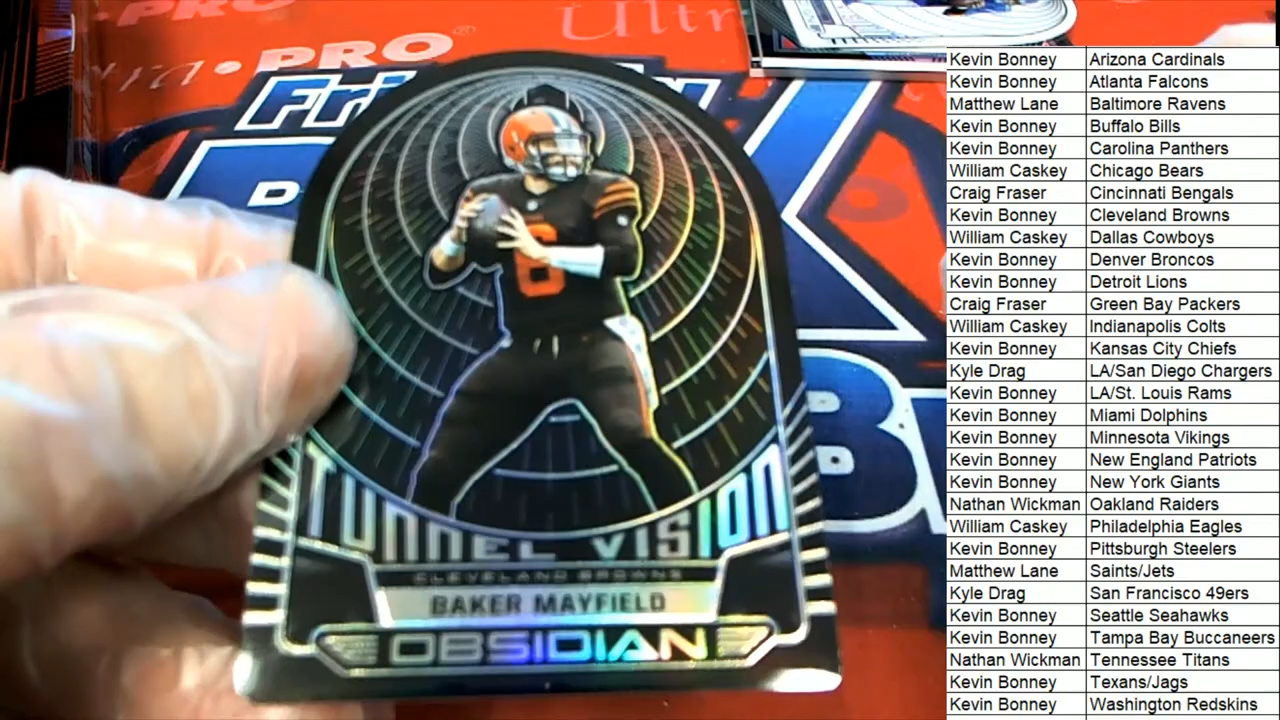 Ultr
PRO®
Fri
D
6
TUNNEL VISION
CLEVELAND BROWNS
BAKER MAYFIELD
OBSIDIAN
Kevin Bonney Arizona Cardinals
Kevin Bonney Atlanta Falcons
Matthew Lane Baltimore Ravens
Kevin Bonney Buffalo Bills
Kevin Bonney Carolina Panthers
William Caskey Chicago Bears
Craig Fraser Cincinnati Bengals
Kevin Bonney Cleveland Browns
William Caskey Dallas Cowboys
Kevin Bonney Denver Broncos
Kevin Bonney Detroit Lions
Craig Fraser Green Bay Packers
William Caskey Indianapolis Colts
Kevin Bonney Kansas City Chiefs
Kyle Drag LA/San Diego Chargers
Kevin Bonney LA/St. Louis Rams
Kevin Bonney Miami Dolphins
Kevin Bonney Minnesota Vikings
Kevin Bonney New England Patriots
Kevin Bonney New York Giants
Nathan Wickman Oakland Raiders
William Caskey Philadelphia Eagles
Kevin Bonney Pittsburgh Steelers
Matthew Lane Saints/Jets
Kyle Drag San Francisco 49ers
Kevin Bonney Seattle Seahawks
Kevin Bonney Tampa Bay Buccaneers
Nathan Wickman Tennessee Titans
Kevin Bonney Texans/Jags
Kevin Bonney Washington Redskins